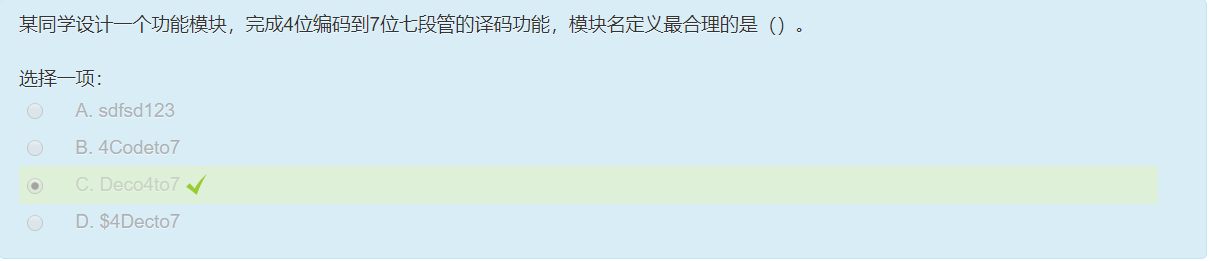 某同学设计一个功能模块，完成4位编码到7位七段管的译码功能，模块名定义最合理的是（）。
选择一项：
A. sdfsd123
B. 4Codeto7
C. Deco4to7
D. $4Decto7